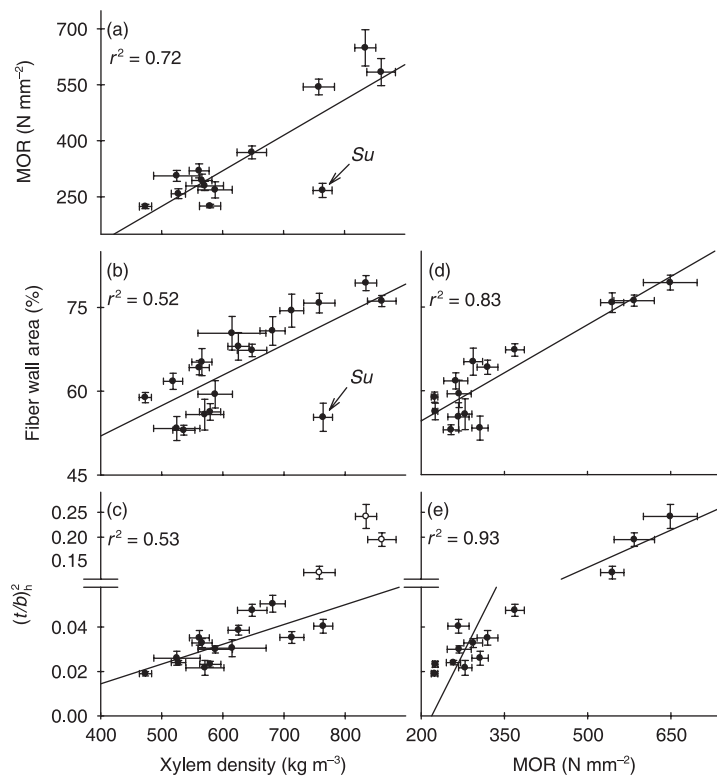 (a)
r² = 0.72
MOR (N mm⁻²)
700
550
400
250
Su
(b)
r² = 0.52
Fiber wall area (%)
75
60
45
Su
(d)
r² = 0.83
(c)
r² = 0.53
(t/b)²h
0.25
0.20
0.15
0.04
0.02
0.00
400 500 600 700 800
Xylem density (kg m⁻³)
(e)
r² = 0.93
200 350 500 650
MOR (N mm⁻²)